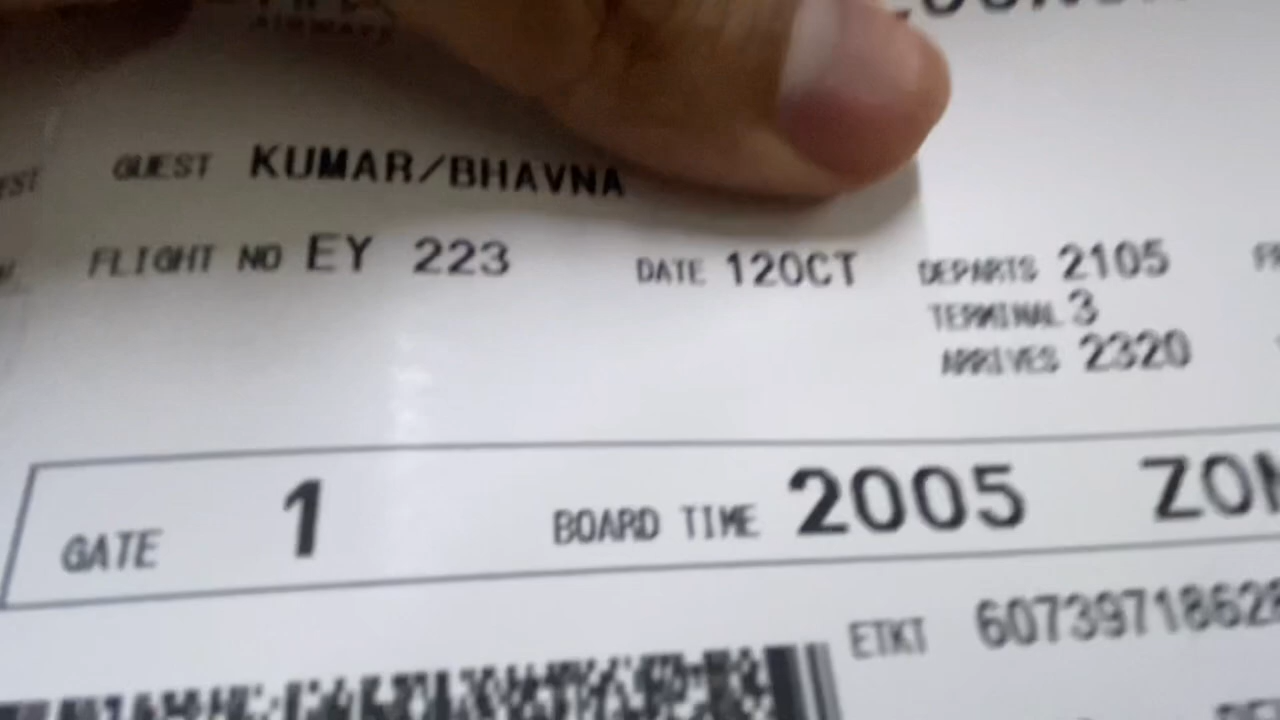 AIRWAYS
GUEST KUMAR/BHAVNA
FLIGHT NO EY 223 DATE 12OCT DEPARTS 2105
TERMINAL 3
ARRIVES 2320
GATE 1 BOARD TIME 2005
ETKT